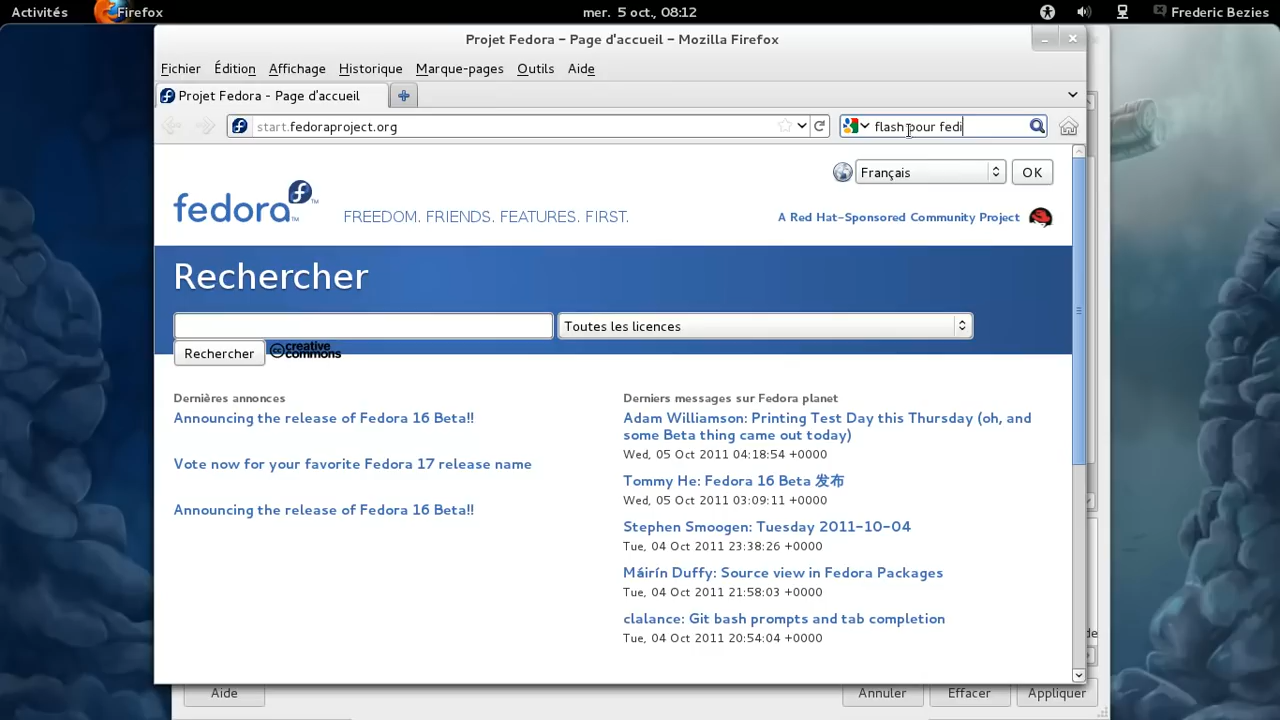 Activités Firefox mer. 5 oct., 08:12 Frederic Bezies
Projet Fedora - Page d'accueil - Mozilla Firefox
Fichier Édition Affichage Historique Marque-pages Outils Aide
Projet Fedora - Page d'accueil
start.fedoraproject.org flash pour fedi
Français OK
fedora™ FREEDOM. FRIENDS. FEATURES. FIRST. A Red Hat-Sponsored Community Project
Rechercher
Toutes les licences
Rechercher cc creative commons
Dernières annonces
Announcing the release of Fedora 16 Beta!!
Vote now for your favorite Fedora 17 release name
Announcing the release of Fedora 16 Beta!!
Derniers messages sur Fedora planet
Adam Williamson: Printing Test Day this Thursday (oh, and
some Beta thing came out today)
Wed, 05 Oct 2011 04:18:54 +0000
Tommy He: Fedora 16 Beta 发布
Wed, 05 Oct 2011 03:09:11 +0000
Stephen Smoogen: Tuesday 2011-10-04
Tue, 04 Oct 2011 23:38:26 +0000
Máirín Duffy: Source view in Fedora Packages
Tue, 04 Oct 2011 21:58:03 +0000
clalance: Git bash prompts and tab completion
Tue, 04 Oct 2011 20:54:04 +0000
de
Aide Annuler Effacer Appliquer